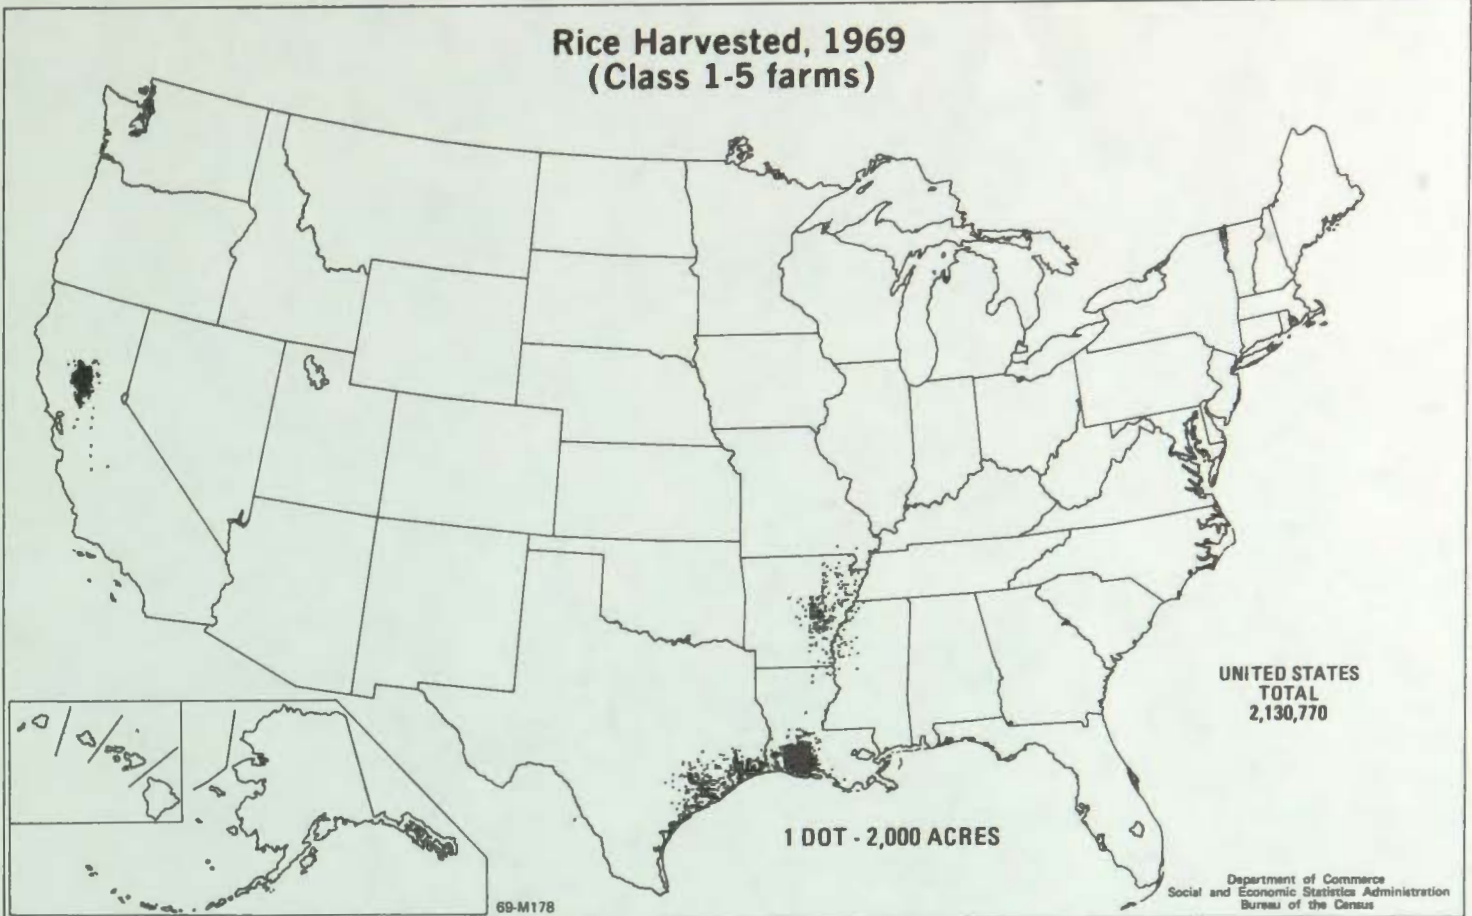 Rice Harvested, 1969
(Class 1-5 farms)
UNITED STATES
TOTAL
2,130,770
1 DOT - 2,000 ACRES
Department of Commerce
Social and Economic Statistics Administration
Bureau of the Census
69-M178